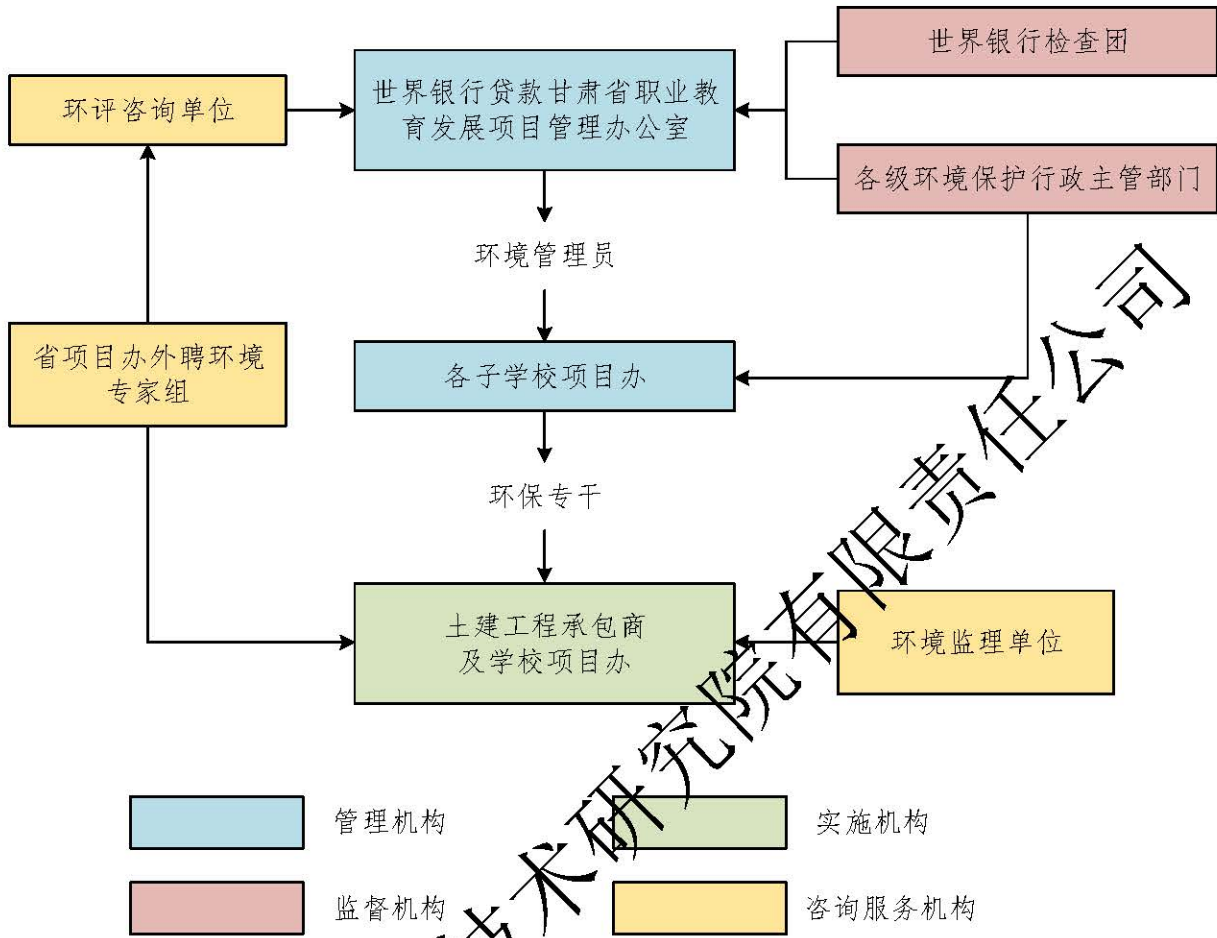 世界银行检查团
环评咨询单位
世界银行贷款甘肃省职业教
育发展项目管理办公室
各级环境保护行政主管部门
环境管理员
省项目办外聘环境
专家组
各子学校项目办
环保专干
土建工程承包商
及学校项目办
环境监理单位
管理机构
实施机构
监督机构
咨询服务机构
术研究院有限责任公司